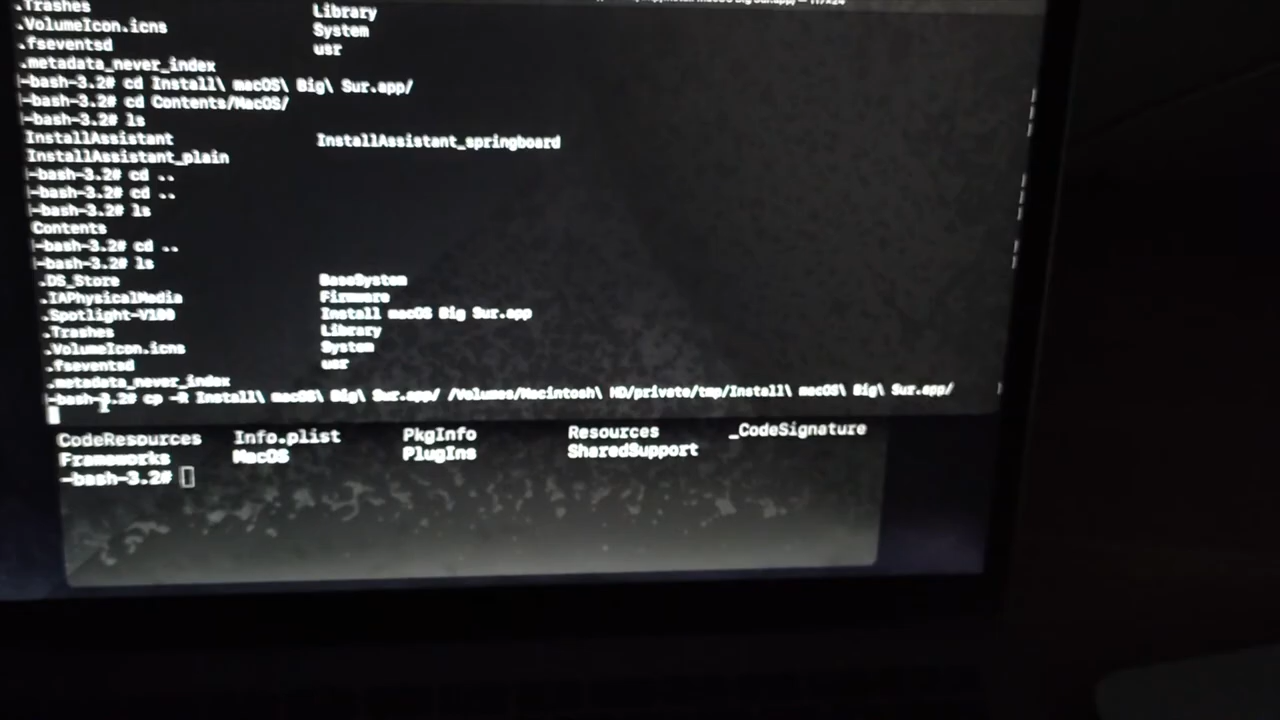 .Trashes Library
.VolumeIcon.icns System
.fseventsd usr
.metadata_never_index
-bash-3.2# cd Install\ macOS\ Big\ Sur.app/
-bash-3.2# cd Contents/MacOS/
-bash-3.2# ls
InstallAssistant InstallAssistant_springboard
InstallAssistant_plain
-bash-3.2# cd ..
-bash-3.2# cd ..
-bash-3.2# ls
Contents
-bash-3.2# cd ..
-bash-3.2# ls
.DS_Store BaseSystem
.IAPhysicalMedia Firmware
.Spotlight-V100 Install macOS Big Sur.app
.Trashes Library
.VolumeIcon.icns System
.fseventsd usr
.metadata_never_index
-bash-3.2# cp -R Install\ macOS\ Big\ Sur.app/ /Volumes/Macintosh\ HD/private/tmp/Install\ macOS\ Big\ Sur.app/
CodeResources Info.plist PkgInfo Resources _CodeSignature
Frameworks MacOS PlugIns SharedSupport
-bash-3.2#